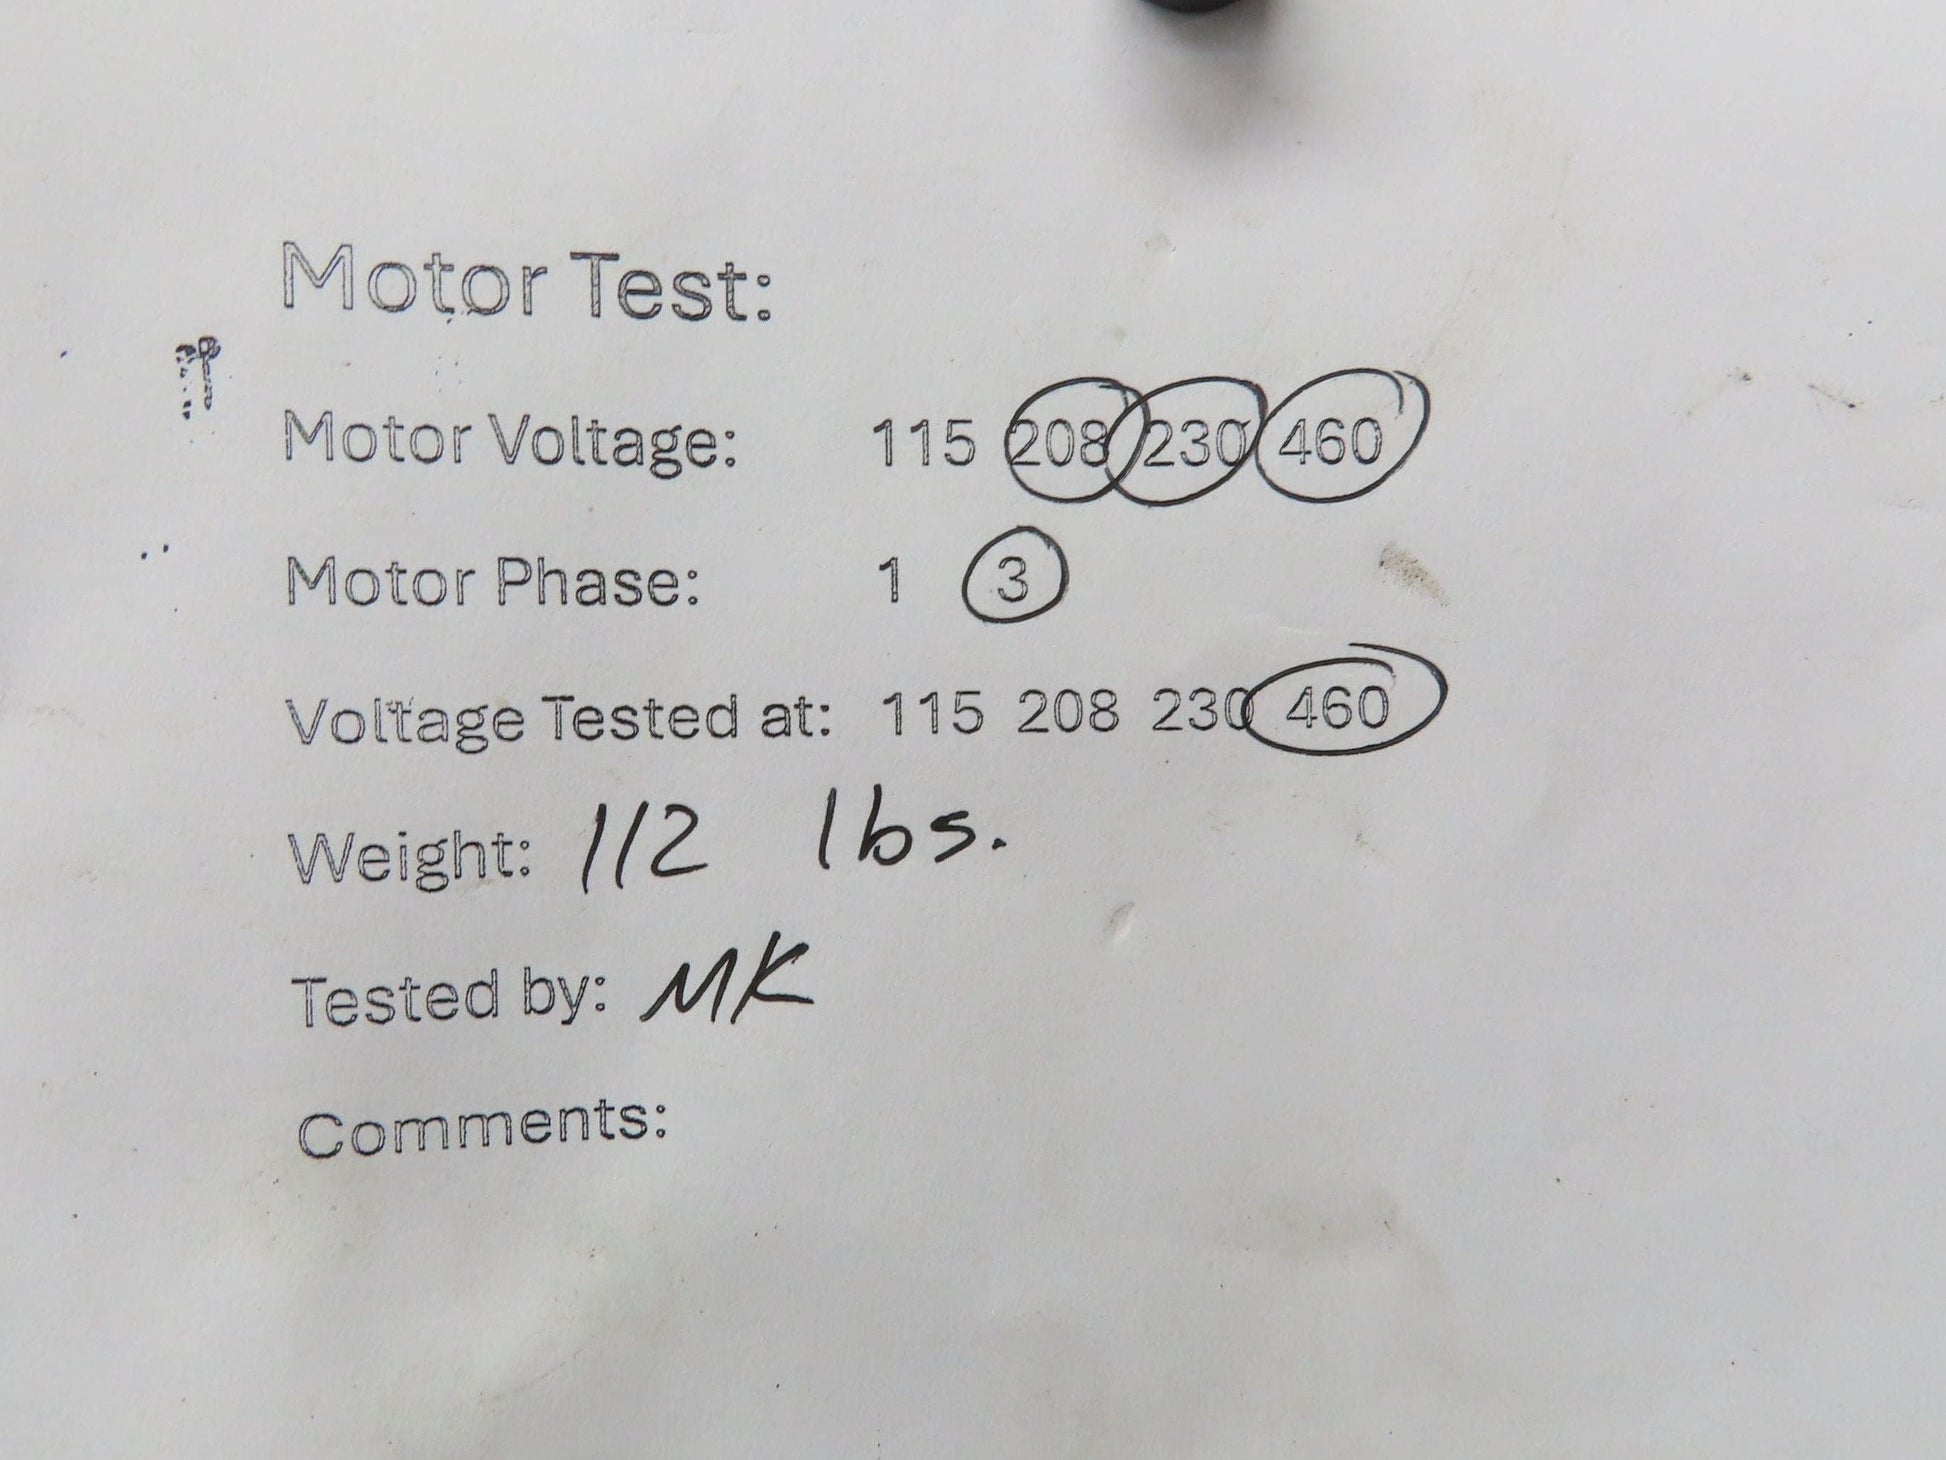 Motor Test:
Motor Voltage: 115 208 230 460
Motor Phase: 1 3
Voltage Tested at: 115 208 230 460
Weight: 112 lbs.
Tested by: MK
Comments: